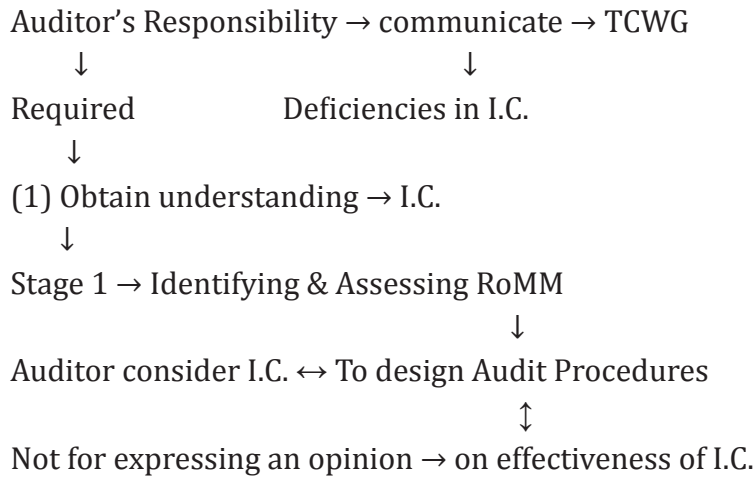 Auditor’s Responsibility → communicate → TCWG
↓ ↓
Required Deficiencies in I.C.
↓
(1) Obtain understanding → I.C.
↓
Stage 1 → Identifying & Assessing RoMM
↓
Auditor consider I.C. ↔ To design Audit Procedures
↕
Not for expressing an opinion → on effectiveness of I.C.